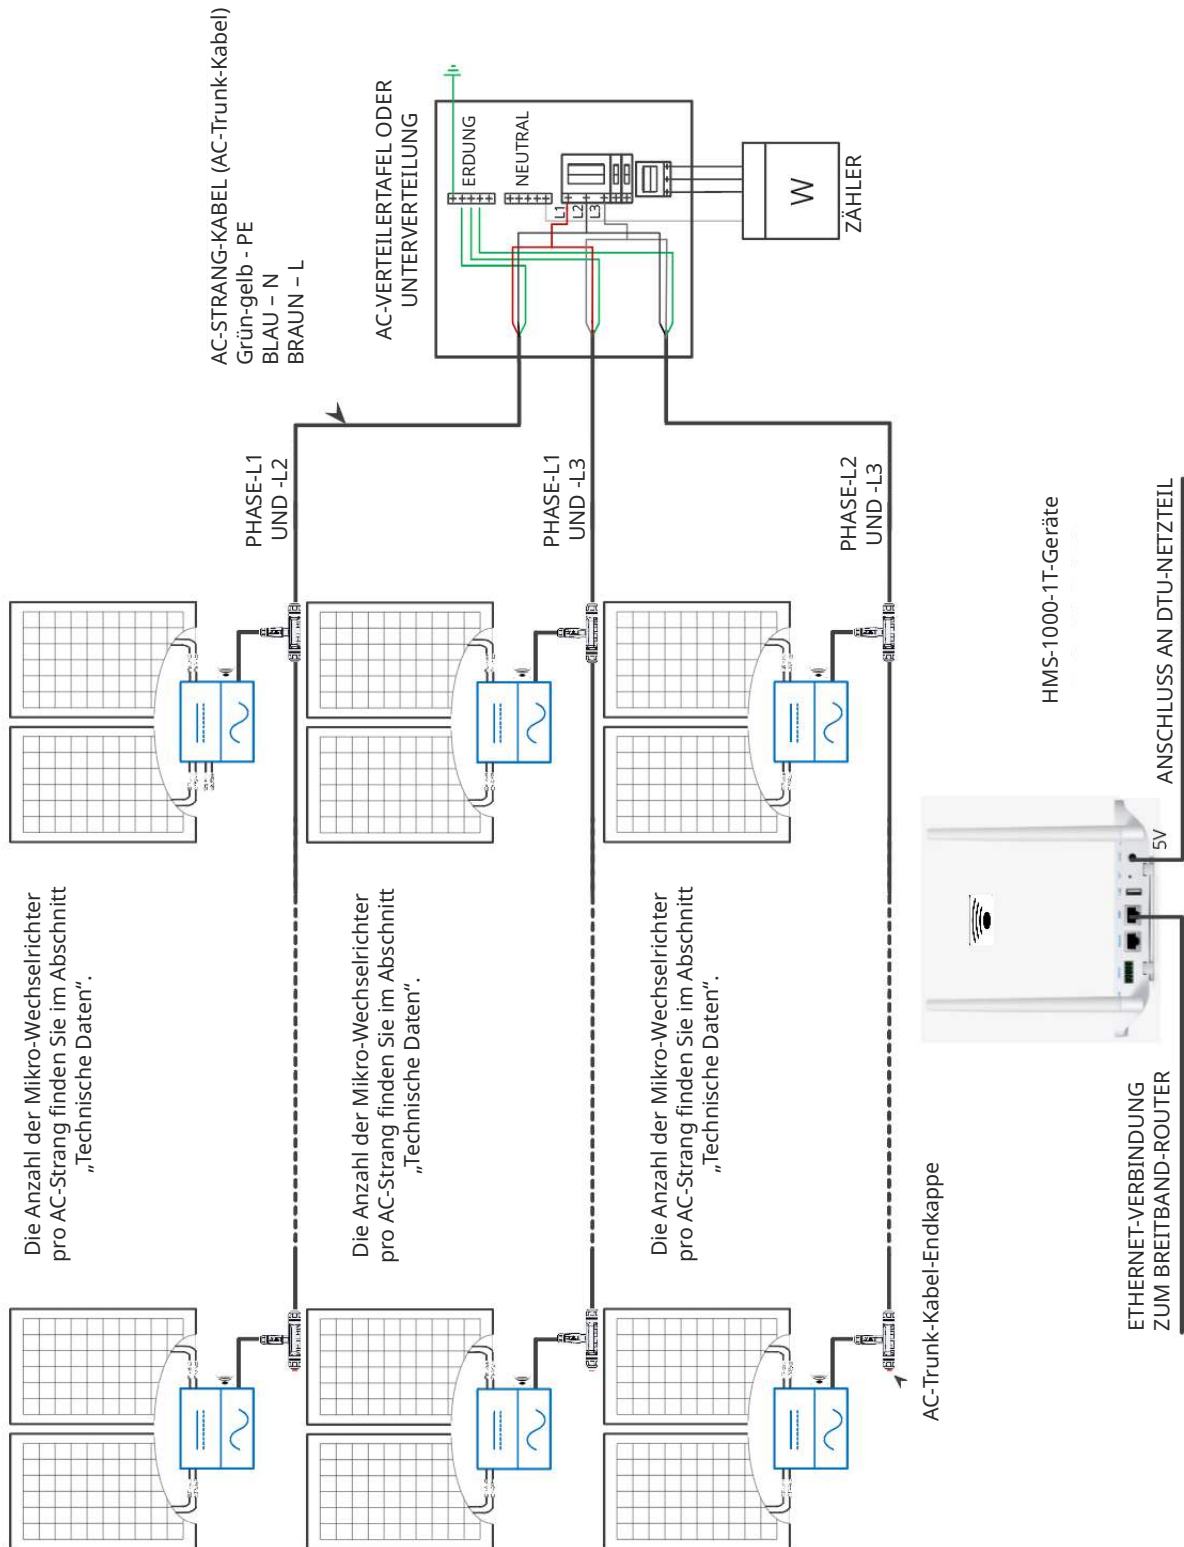 AC-STRANG-KABEL (AC-Trunk-Kabel)
Grün-gelb - PE
BLAU – N
BRAUN – L
AC-VERTEILERTAFEL ODER
UNTERVERTEILUNG
ERDUNG
NEUTRAL
L1
L2
L3
W
ZÄHLER
PHASE-L1
UND -L2
PHASE-L1
UND -L3
PHASE-L2
UND -L3
Die Anzahl der Mikro-Wechselrichter
pro AC-Strang finden Sie im Abschnitt
„Technische Daten“.
Die Anzahl der Mikro-Wechselrichter
pro AC-Strang finden Sie im Abschnitt
„Technische Daten“.
Die Anzahl der Mikro-Wechselrichter
pro AC-Strang finden Sie im Abschnitt
„Technische Daten“.
AC-Trunk-Kabel-Endkappe
HMS-1000-1T-Geräte
5V
ANSCHLUSS AN DTU-NETZTEIL
ETHERNET-VERBINDUNG
ZUM BREITBAND-ROUTER